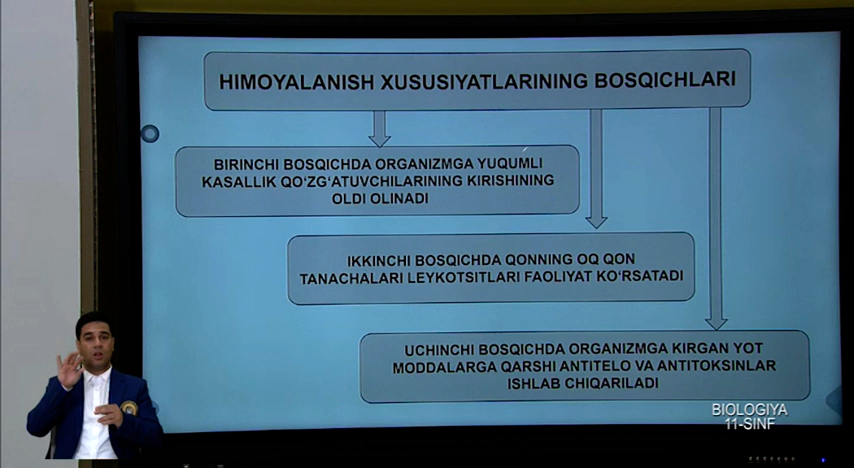 HIMOYALANISH XUSUSIYATLARINING BOSQICHLARI
BIRINCHI BOSQICHDA ORGANIZMGA YUQUMLI
KASALLIK QO‘ZG‘ATUVCHILARINING KIRISHINING
OLDI OLINADI
IKKINCHI BOSQICHDA QONNING OQ QON
TANACHALARI LEYKOTSITLARI FAOLIYAT KO‘RSATADI
UCHINCHI BOSQICHDA ORGANIZMGA KIRGAN YOT
MODDALARGA QARSHI ANTITELO VA ANTITOKSINLAR
ISHLAB CHIQARILADI
BIOLOGIYA
11-SINF